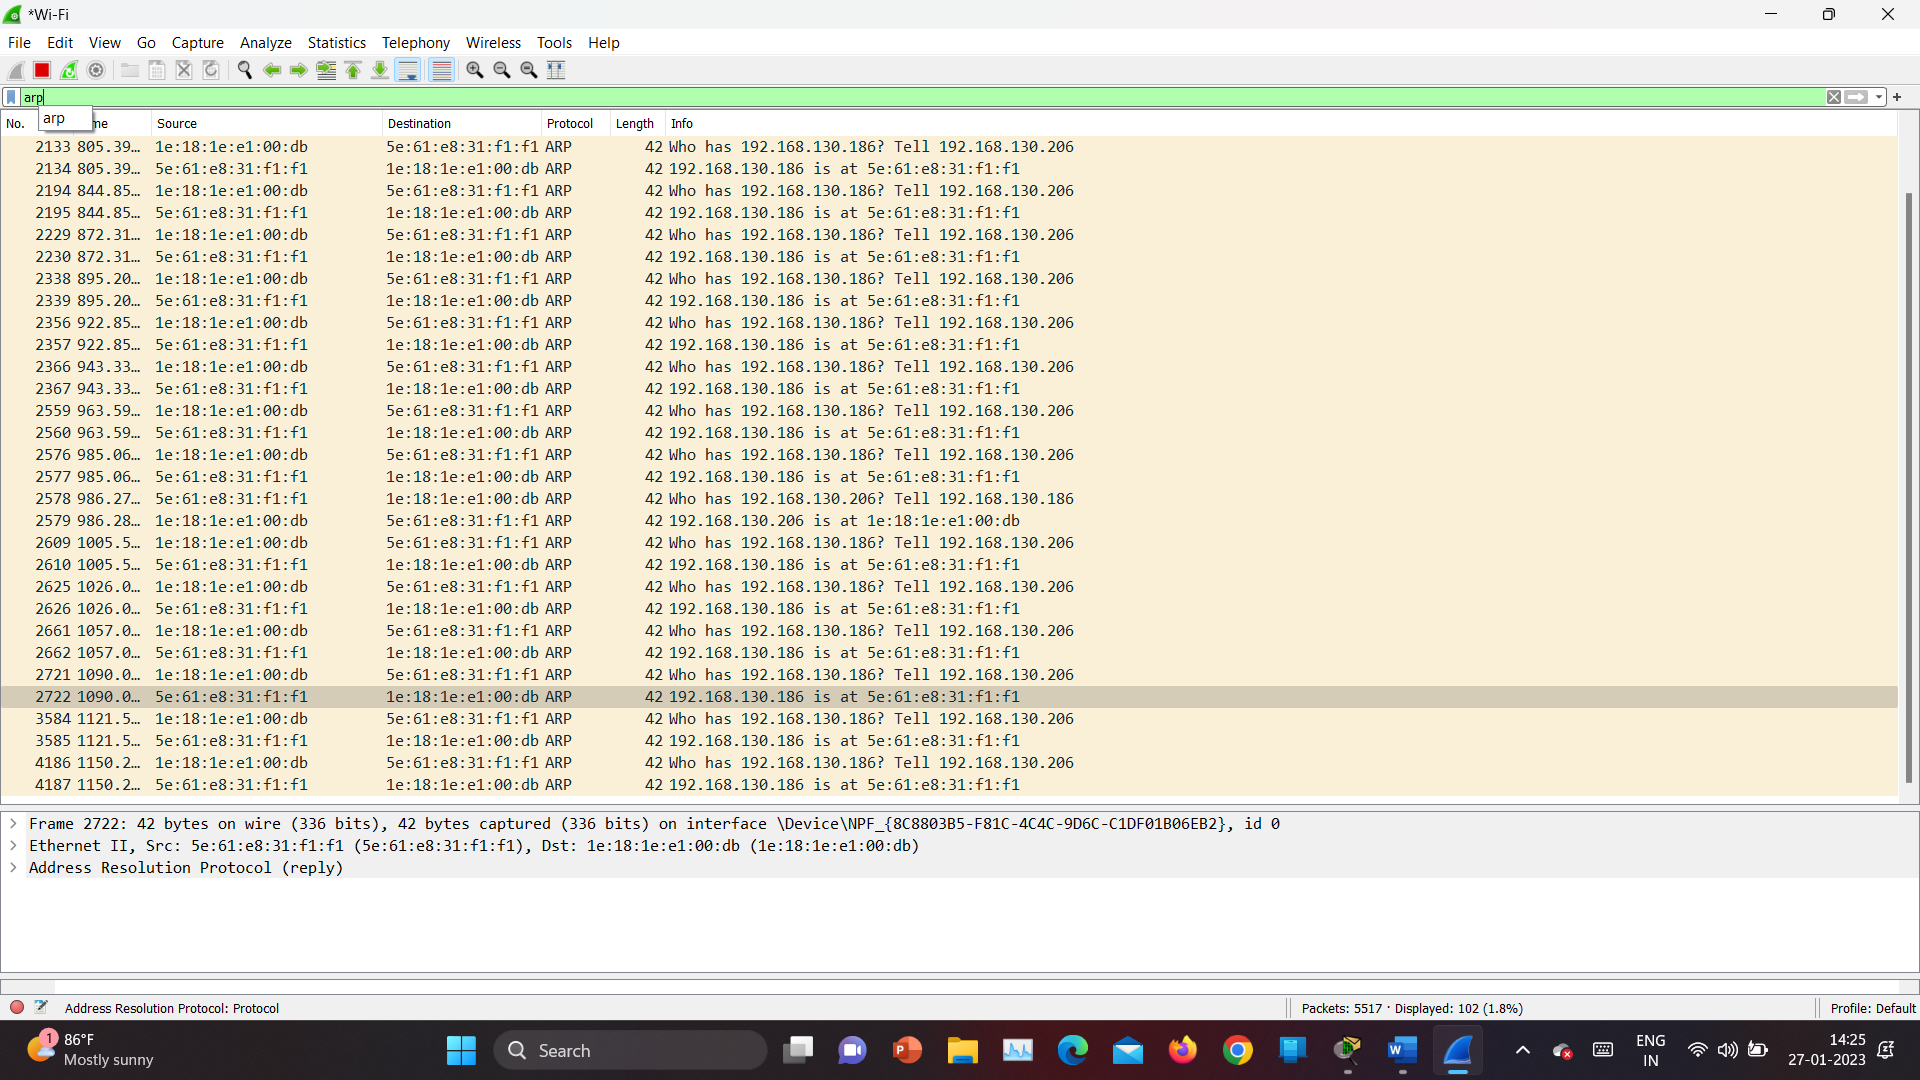 *Wi-Fi
File Edit View Go Capture Analyze Statistics Telephony Wireless Tools Help
arp
arp
No. me Source Destination Protocol Length Info
2133 805.39… 1e:18:1e:e1:00:db 5e:61:e8:31:f1:f1 ARP 42 Who has 192.168.130.186? Tell 192.168.130.206
2134 805.39… 5e:61:e8:31:f1:f1 1e:18:1e:e1:00:db ARP 42 192.168.130.186 is at 5e:61:e8:31:f1:f1
2194 844.85… 1e:18:1e:e1:00:db 5e:61:e8:31:f1:f1 ARP 42 Who has 192.168.130.186? Tell 192.168.130.206
2195 844.85… 5e:61:e8:31:f1:f1 1e:18:1e:e1:00:db ARP 42 192.168.130.186 is at 5e:61:e8:31:f1:f1
2229 872.31… 1e:18:1e:e1:00:db 5e:61:e8:31:f1:f1 ARP 42 Who has 192.168.130.186? Tell 192.168.130.206
2230 872.31… 5e:61:e8:31:f1:f1 1e:18:1e:e1:00:db ARP 42 192.168.130.186 is at 5e:61:e8:31:f1:f1
2338 895.20… 1e:18:1e:e1:00:db 5e:61:e8:31:f1:f1 ARP 42 Who has 192.168.130.186? Tell 192.168.130.206
2339 895.20… 5e:61:e8:31:f1:f1 1e:18:1e:e1:00:db ARP 42 192.168.130.186 is at 5e:61:e8:31:f1:f1
2356 922.85… 1e:18:1e:e1:00:db 5e:61:e8:31:f1:f1 ARP 42 Who has 192.168.130.186? Tell 192.168.130.206
2357 922.85… 5e:61:e8:31:f1:f1 1e:18:1e:e1:00:db ARP 42 192.168.130.186 is at 5e:61:e8:31:f1:f1
2366 943.33… 1e:18:1e:e1:00:db 5e:61:e8:31:f1:f1 ARP 42 Who has 192.168.130.186? Tell 192.168.130.206
2367 943.33… 5e:61:e8:31:f1:f1 1e:18:1e:e1:00:db ARP 42 192.168.130.186 is at 5e:61:e8:31:f1:f1
2559 963.59… 1e:18:1e:e1:00:db 5e:61:e8:31:f1:f1 ARP 42 Who has 192.168.130.186? Tell 192.168.130.206
2560 963.59… 5e:61:e8:31:f1:f1 1e:18:1e:e1:00:db ARP 42 192.168.130.186 is at 5e:61:e8:31:f1:f1
2576 985.06… 1e:18:1e:e1:00:db 5e:61:e8:31:f1:f1 ARP 42 Who has 192.168.130.186? Tell 192.168.130.206
2577 985.06… 5e:61:e8:31:f1:f1 1e:18:1e:e1:00:db ARP 42 192.168.130.186 is at 5e:61:e8:31:f1:f1
2578 986.27… 5e:61:e8:31:f1:f1 1e:18:1e:e1:00:db ARP 42 Who has 192.168.130.206? Tell 192.168.130.186
2579 986.28… 1e:18:1e:e1:00:db 5e:61:e8:31:f1:f1 ARP 42 192.168.130.206 is at 1e:18:1e:e1:00:db
2609 1005.5… 1e:18:1e:e1:00:db 5e:61:e8:31:f1:f1 ARP 42 Who has 192.168.130.186? Tell 192.168.130.206
2610 1005.5… 5e:61:e8:31:f1:f1 1e:18:1e:e1:00:db ARP 42 192.168.130.186 is at 5e:61:e8:31:f1:f1
2625 1026.0… 1e:18:1e:e1:00:db 5e:61:e8:31:f1:f1 ARP 42 Who has 192.168.130.186? Tell 192.168.130.206
2626 1026.0… 5e:61:e8:31:f1:f1 1e:18:1e:e1:00:db ARP 42 192.168.130.186 is at 5e:61:e8:31:f1:f1
2661 1057.0… 1e:18:1e:e1:00:db 5e:61:e8:31:f1:f1 ARP 42 Who has 192.168.130.186? Tell 192.168.130.206
2662 1057.0… 5e:61:e8:31:f1:f1 1e:18:1e:e1:00:db ARP 42 192.168.130.186 is at 5e:61:e8:31:f1:f1
2721 1090.0… 1e:18:1e:e1:00:db 5e:61:e8:31:f1:f1 ARP 42 Who has 192.168.130.186? Tell 192.168.130.206
2722 1090.0… 5e:61:e8:31:f1:f1 1e:18:1e:e1:00:db ARP 42 192.168.130.186 is at 5e:61:e8:31:f1:f1
3584 1121.5… 1e:18:1e:e1:00:db 5e:61:e8:31:f1:f1 ARP 42 Who has 192.168.130.186? Tell 192.168.130.206
3585 1121.5… 5e:61:e8:31:f1:f1 1e:18:1e:e1:00:db ARP 42 192.168.130.186 is at 5e:61:e8:31:f1:f1
4186 1150.2… 1e:18:1e:e1:00:db 5e:61:e8:31:f1:f1 ARP 42 Who has 192.168.130.186? Tell 192.168.130.206
4187 1150.2… 5e:61:e8:31:f1:f1 1e:18:1e:e1:00:db ARP 42 192.168.130.186 is at 5e:61:e8:31:f1:f1
Frame 2722: 42 bytes on wire (336 bits), 42 bytes captured (336 bits) on interface \Device\NPF_{8C8803B5-F81C-4C4C-9D6C-C1DF01B06EB2}, id 0
Ethernet II, Src: 5e:61:e8:31:f1:f1 (5e:61:e8:31:f1:f1), Dst: 1e:18:1e:e1:00:db (1e:18:1e:e1:00:db)
Address Resolution Protocol (reply)
Address Resolution Protocol: Protocol Packets: 5517 · Displayed: 102 (1.8%) Profile: Default
1 86°F
Mostly sunny
Search
ENG
IN
14:25
27-01-2023